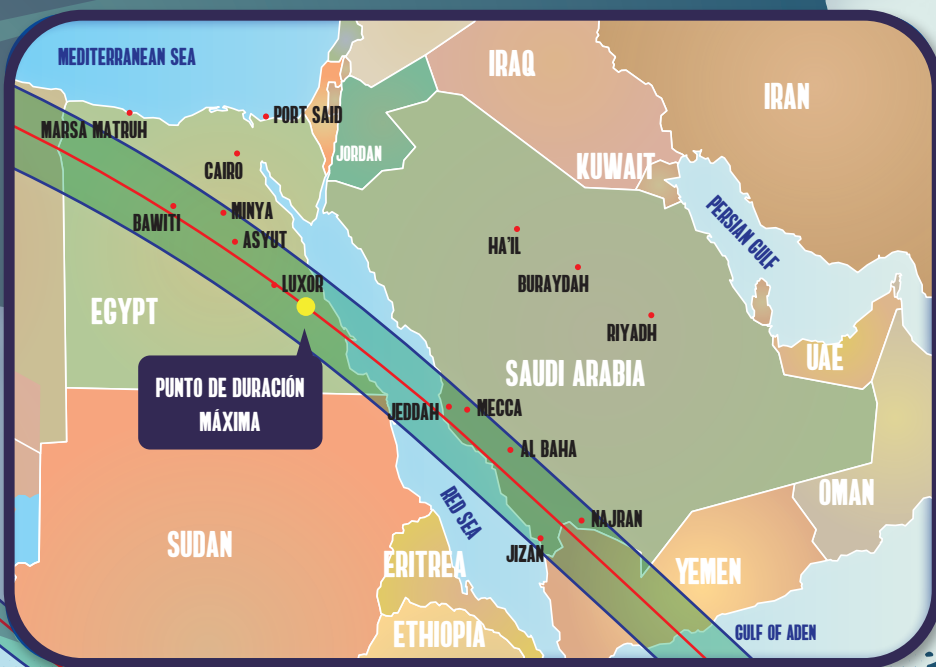 MEDITERRANEAN SEA
IRAQ
IRAN
PORT SAID
MARSA MATRUH
JORDAN
CAIRO
KUWAIT
MINYA
BAWITI
ASYUT
PERSIAN GULF
HA'IL
BURAYDAH
LUXOR
EGYPT
RIYADH
UAE
SAUDI ARABIA
PUNTO DE DURACIÓN
MÁXIMA
JEDDAH
MECCA
AL BAHA
OMAN
RED SEA
NAJRAN
SUDAN
JIZAN
ERITREA
YEMEN
ETHIOPIA
GULF OF ADEN